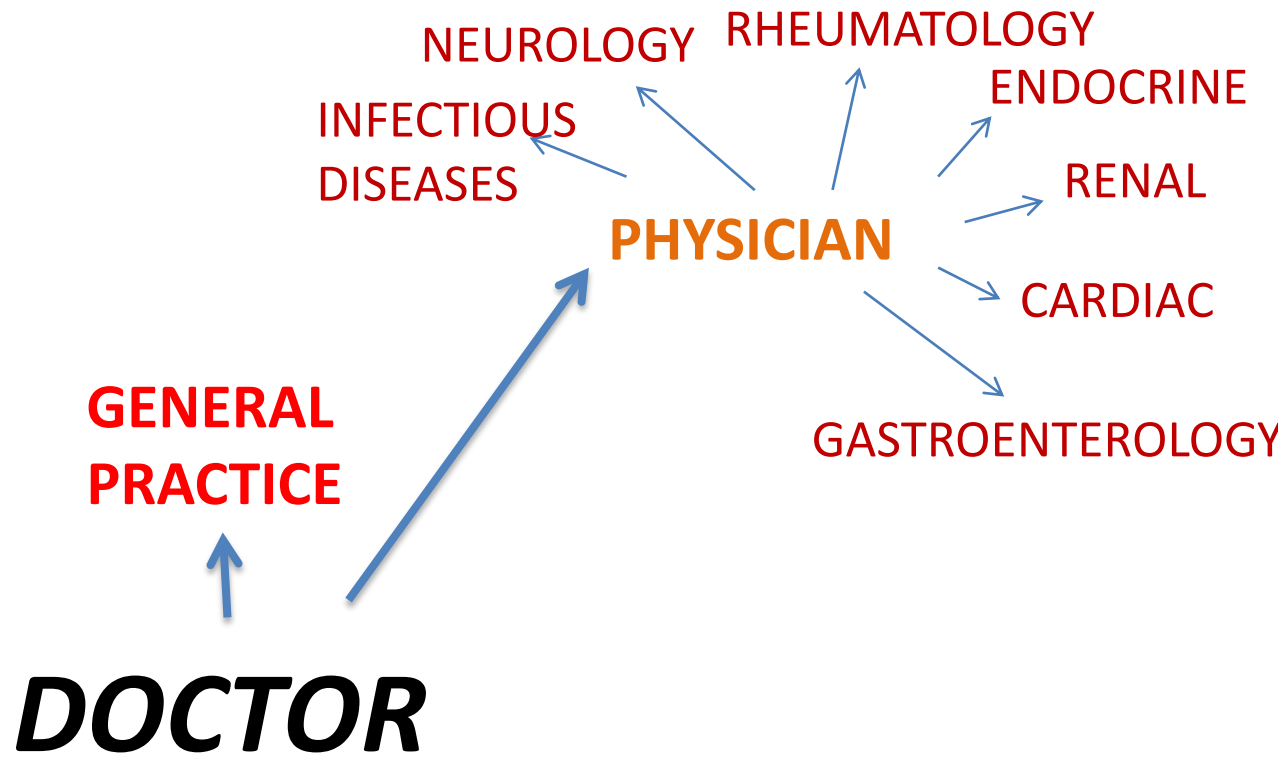 NEUROLOGY
RHEUMATOLOGY
ENDOCRINE
INFECTIOUS
DISEASES
RENAL
PHYSICIAN
CARDIAC
GENERAL
PRACTICE
GASTROENTEROLOGY
DOCTOR